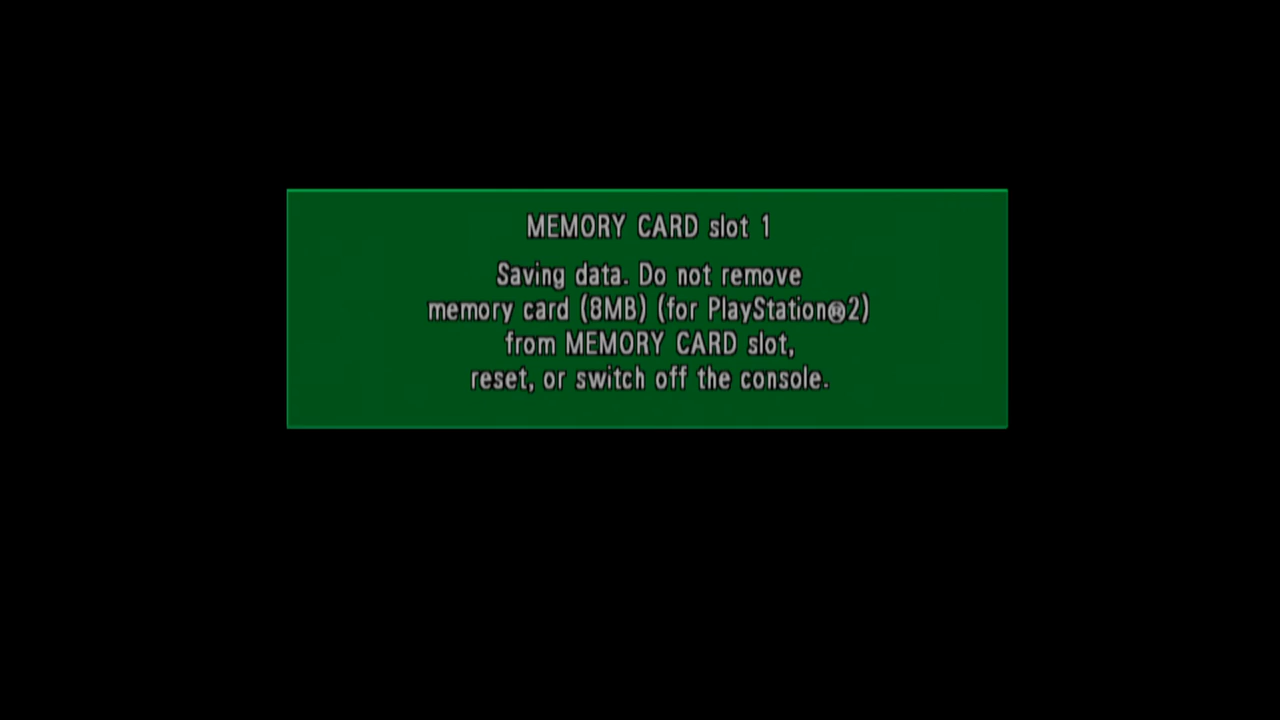 MEMORY CARD slot 1
Saving data. Do not remove
memory card (8MB) (for PlayStation®2)
from MEMORY CARD slot,
reset, or switch off the console.